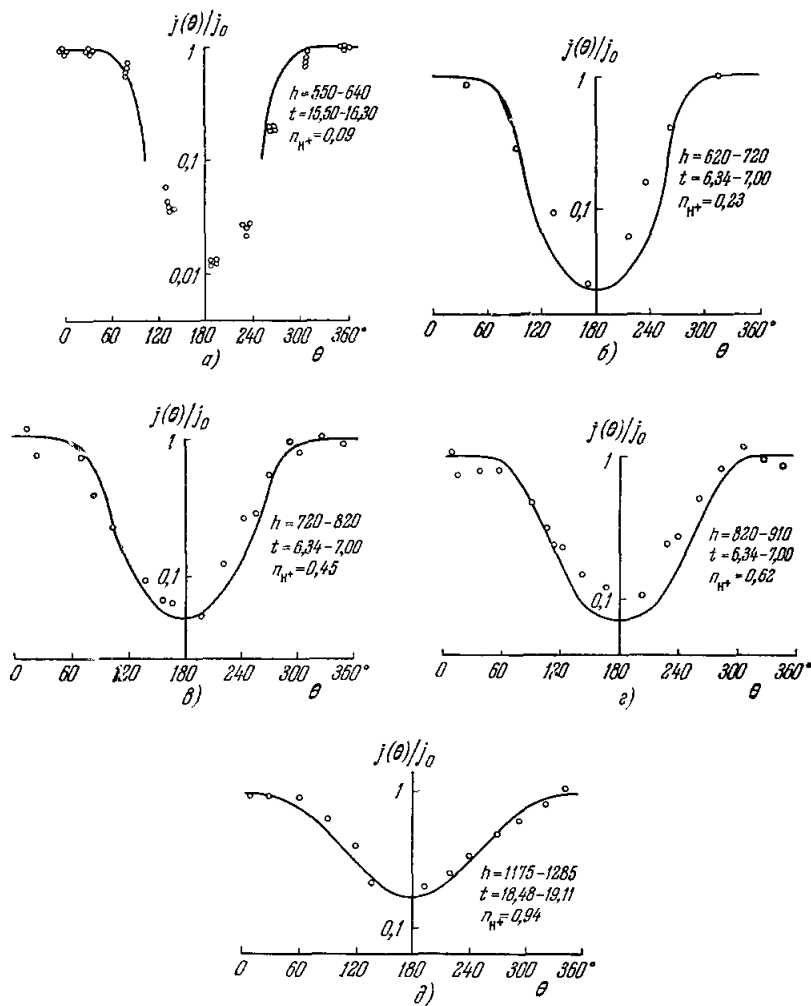 j(θ)/j₀
1
0,1
0,01
h=550-640
t=15,50-16,30
n_H+=0,09
0 60 120 180 240 300 360°
а) θ
j(θ)/j₀
1
0,1
h=620-720
t=6,34-7,00
n_H+=0,23
0 60 120 180 240 300 360°
б) θ
j(θ)/j₀
1
0,1
h=720-820
t=6,34-7,00
n_H+=0,45
0 60 120 180 240 300 360°
в) θ
j(θ)/j₀
1
0,1
h=820-910
t=6,34-7,00
n_H+=0,62
0 60 120 180 240 300 360°
г) θ
j(θ)/j₀
1
0,1
h=1175-1285
t=18,48-19,11
n_H+=0,94
0 60 120 180 240 300 360°
д) θ